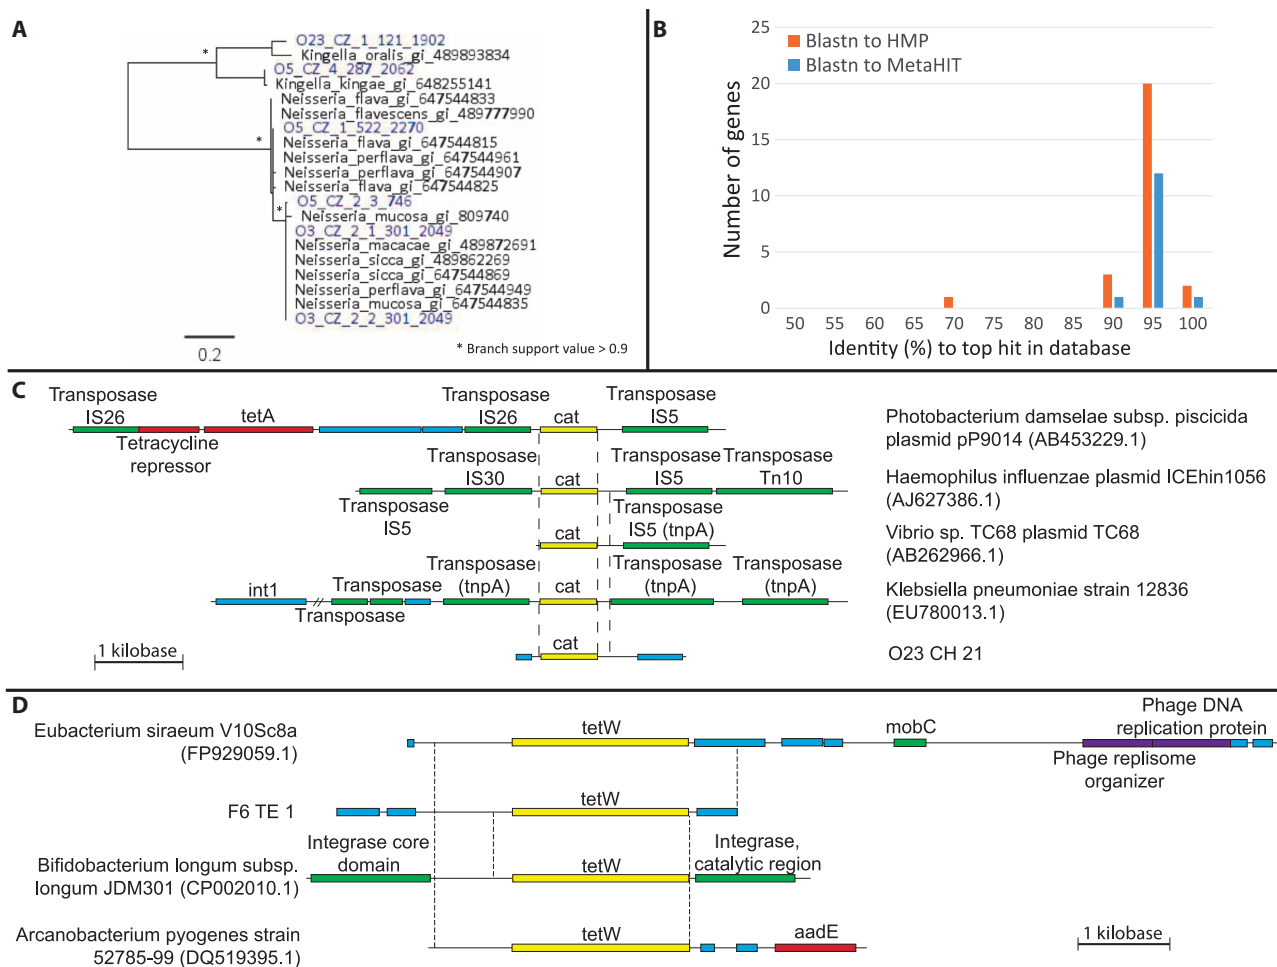 A
*
O23_CZ_1_121_1902
Kingella_oralis_gi_489893834
O5_CZ_4_287_2062
Kingella_kingae_gi_648255141
Neisseria_flava_gi_647544833
Neisseria_flavescens_gi_489777990
*
O5_CZ_1_522_2270
Neisseria_flava_gi_647544815
Neisseria_perflava_gi_647544961
Neisseria_perflava_gi_647544907
Neisseria_flava_gi_647544825
O5_CZ_2_3_746
*
Neisseria_mucosa_gi_809740
O3_CZ_2_1_301_2049
Neisseria_macacae_gi_489872691
Neisseria_sicca_gi_489862269
Neisseria_sicca_gi_647544869
Neisseria_perflava_gi_647544949
Neisseria_mucosa_gi_647544835
O3_CZ_2_2_301_2049
0.2
* Branch support value > 0.9
B
Blastn to HMP
Blastn to MetaHIT
Number of genes
25
20
15
10
5
0
50 55 60 65 70 75 80 85 90 95 100
Identity (%) to top hit in database
C
Transposase
IS26
Tetracycline
repressor
tetA
Transposase
IS26
cat
Transposase
IS5
Photobacterium damselae subsp. piscicida
plasmid pP9014 (AB453229.1)
Transposase
IS5
Transposase
IS30
cat
Transposase
IS5
Transposase
Tn10
Haemophilus influenzae plasmid ICEhin1056
(AJ627386.1)
cat
Transposase
IS5 (tnpA)
Vibrio sp. TC68 plasmid TC68
(AB262966.1)
int1
Transposase
Transposase
Transposase
(tnpA)
cat
Transposase
(tnpA)
Transposase
(tnpA)
Klebsiella pneumoniae strain 12836
(EU780013.1)
1 kilobase
cat
O23 CH 21
D
Eubacterium siraeum V10Sc8a
(FP929059.1)
tetW
mobC
Phage DNA
replication protein
Phage replisome
organizer
F6 TE 1
tetW
Bifidobacterium longum subsp.
longum JDM301 (CP002010.1)
Integrase core
domain
tetW
Integrase,
catalytic region
Arcanobacterium pyogenes strain
52785-99 (DQ519395.1)
tetW
aadE
1 kilobase